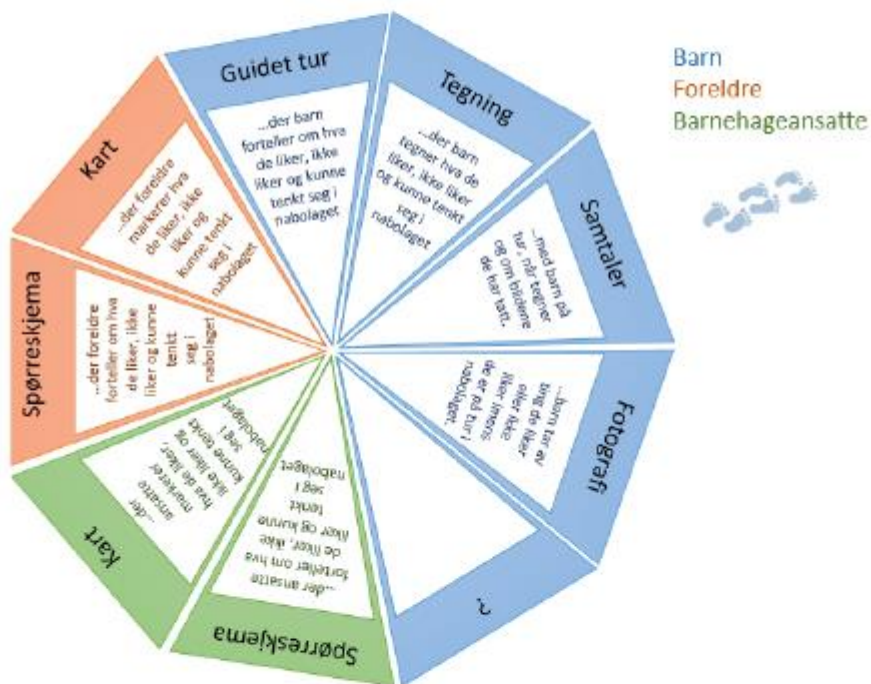 Guidet tur
...der barn
forteller om hva
de liker, ikke
liker og kunne
tenkt seg i
nabolaget
Tegning
...der barn
tegner hva de
liker, ikke liker
og kunne tenkt
seg i
nabolaget
Samtaler
...med barn på
tur, når tegner
og om bildene
de har tatt.
Fotografi
...barn tar av
ting de liker
eller ikke
liker imens
de er på tur i
nabolaget.
?
Spørreskjema
...der ansatte
forteller om hva
de liker, ikke
liker og kunne
tenkt
seg i
nabolaget
Kart
...der
ansatte
markerer
hva de liker,
ikke liker og
kunne tenkt
seg i
nabolaget
Spørreskjema
...der foreldre
forteller om hva
de liker, ikke
liker og kunne
tenkt
seg i
nabolaget
Kart
...der foreldre
markerer hva
de liker, ikke
liker og
kunne tenkt
seg i
nabolaget
Barn
Foreldre
Barnehageansatte